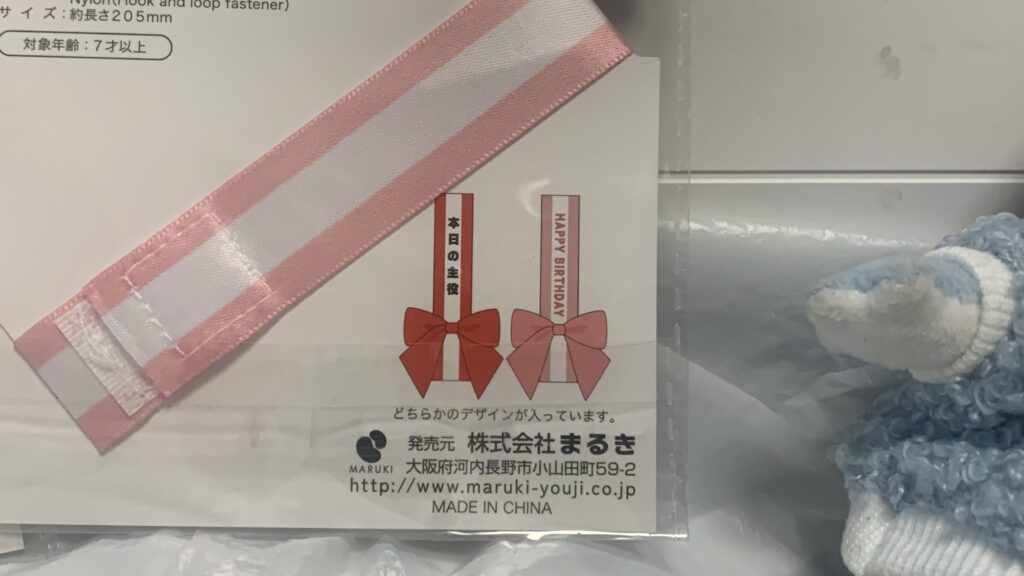 Nylon(Hook and loop fastener)
サイズ：約長さ205mm
対象年齢：7才以上
本日の主役
HAPPY BIRTHDAY
どちらかのデザインが入っています。
MARUKI
発売元 株式会社まるき
大阪府河内長野市小山田町59-2
http://www.maruki-youji.co.jp
MADE IN CHINA